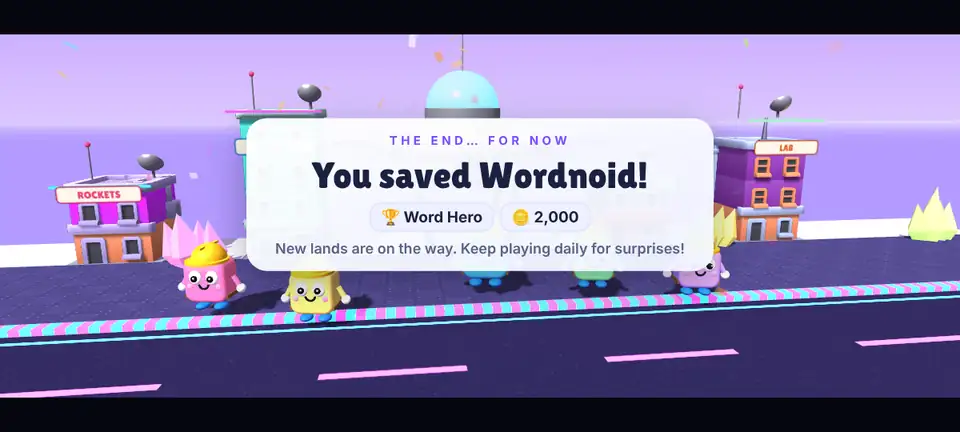 THE END... FOR NOW
You saved Wordnoid!
🏆 Word Hero 🪙 2,000
New lands are on the way. Keep playing daily for surprises!
ROCKETS
LAB